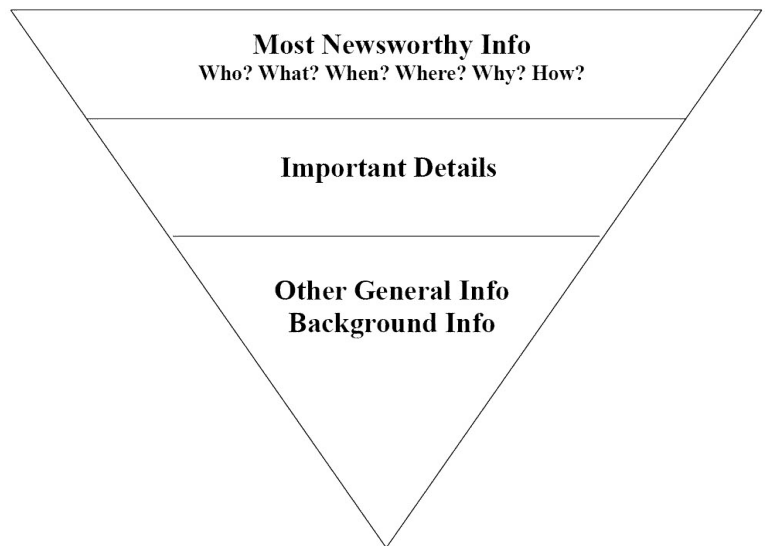 Most Newsworthy Info
Who? What? When? Where? Why? How?
Important Details
Other General Info
Background Info